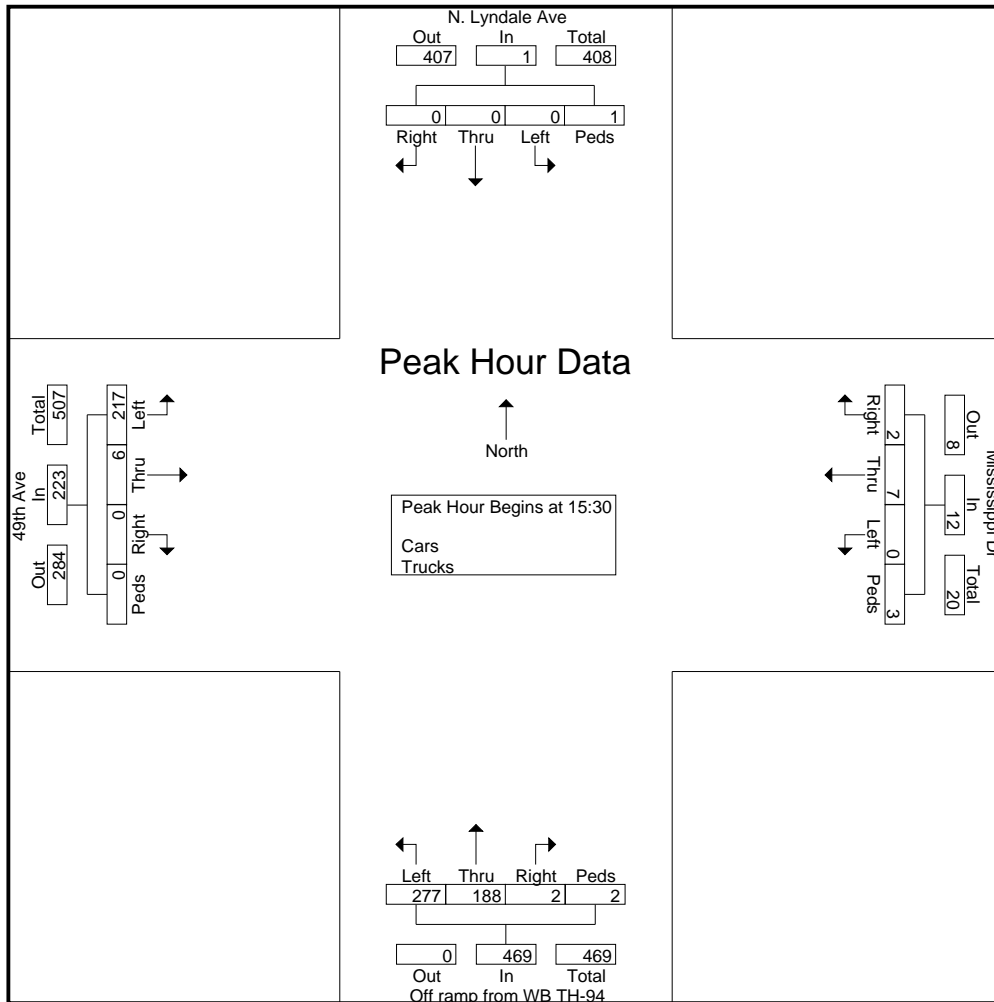 N. Lyndale Ave
Out In Total
407 1 408
0 0 0 1
Right Thru Left Peds
Peak Hour Data
North
Peak Hour Begins at 15:30
Cars
Trucks
49th Ave
Total In Out
507 223 284
217 6 0 0
Left Thru Right Peds
Right Thru Left Peds
2 7 0 3
Out In Total
8 12 20
Mississippi Dr
Left Thru Right Peds
277 188 2 2
0 469 469
Out In Total
Off ramp from WB TH-94